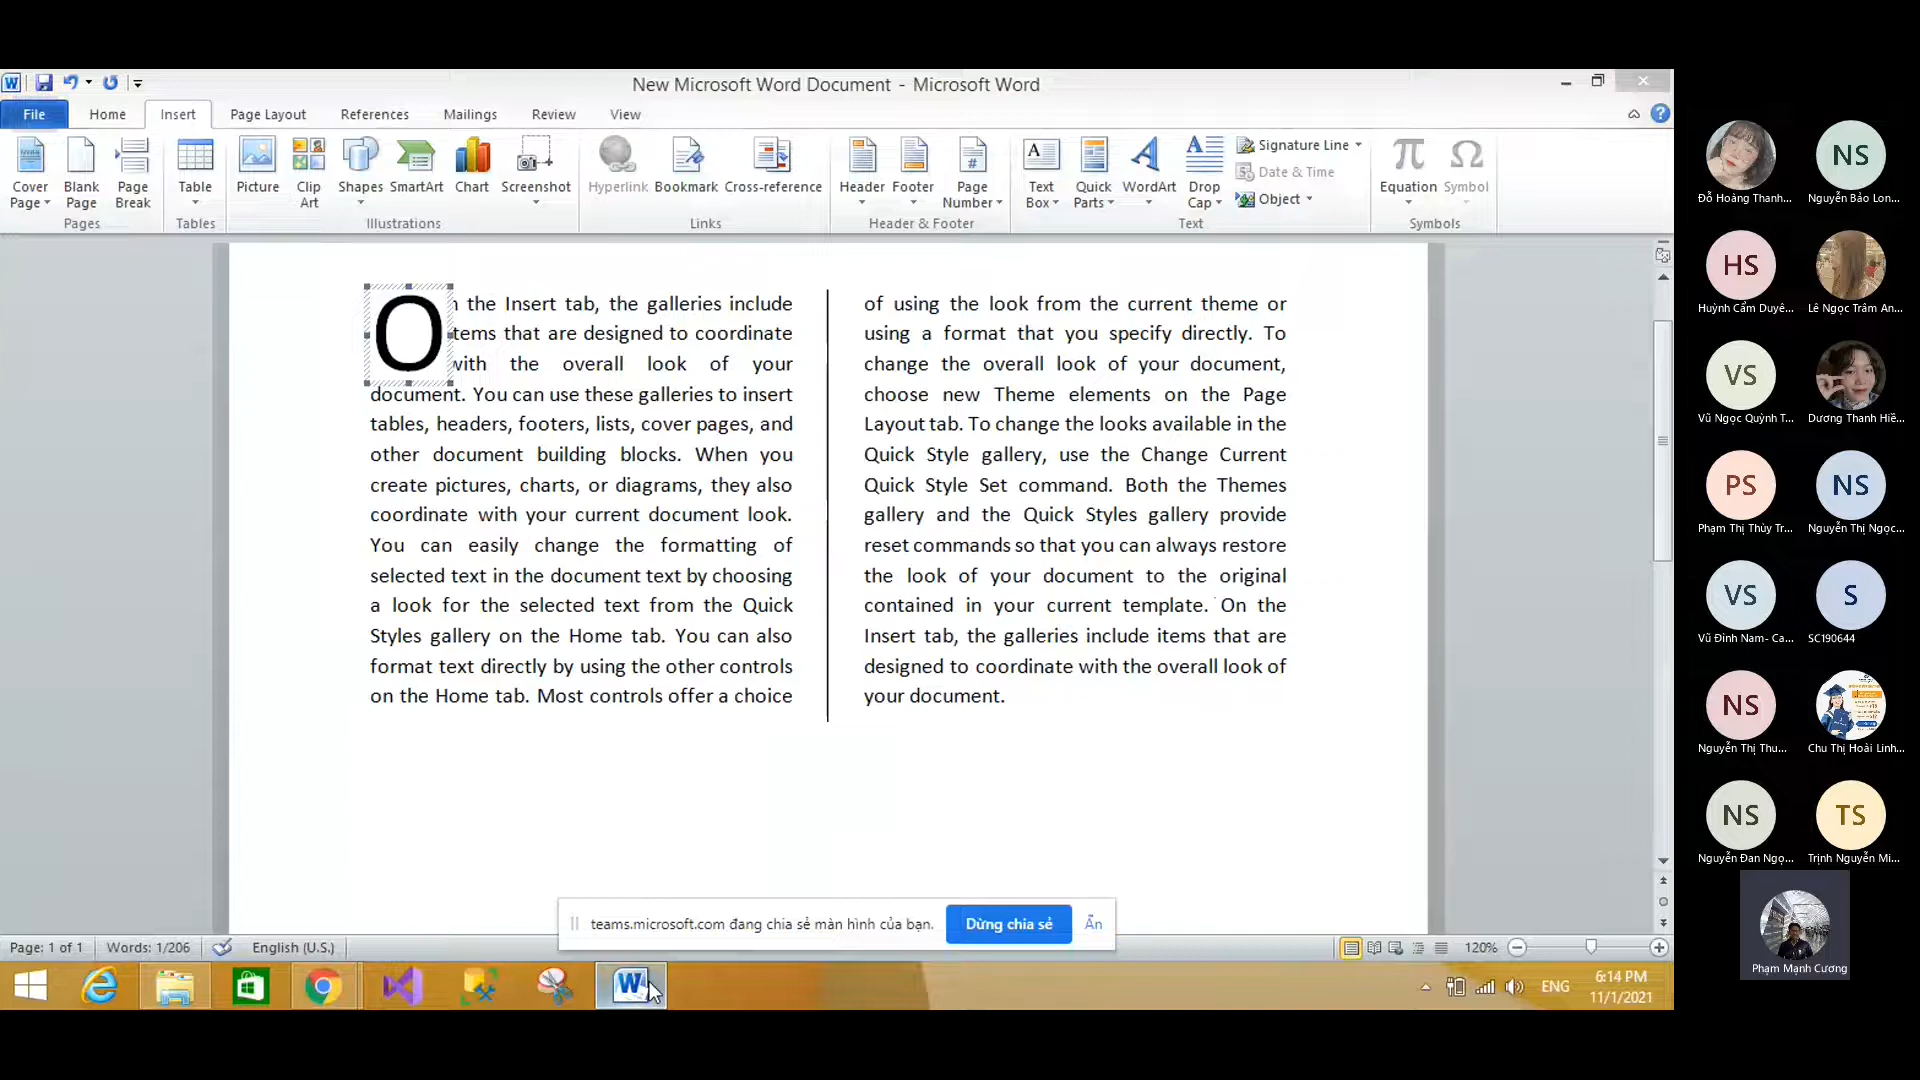 New Microsoft Word Document - Microsoft Word
File Home Insert Page Layout References Mailings Review View
Cover Page
Blank Page
Page Break
Table
Picture
Clip Art
Shapes
SmartArt
Chart
Screenshot
Hyperlink
Bookmark
Cross-reference
Header
Footer
Page Number
Text Box
Quick Parts
WordArt
Drop Cap
Signature Line
Date & Time
Object
Equation
Symbol
Pages Tables Illustrations Links Header & Footer Text Symbols
On the Insert tab, the galleries include
items that are designed to coordinate
with the overall look of your
document. You can use these galleries to insert
tables, headers, footers, lists, cover pages, and
other document building blocks. When you
create pictures, charts, or diagrams, they also
coordinate with your current document look.
You can easily change the formatting of
selected text in the document text by choosing
a look for the selected text from the Quick
Styles gallery on the Home tab. You can also
format text directly by using the other controls
on the Home tab. Most controls offer a choice
of using the look from the current theme or
using a format that you specify directly. To
change the overall look of your document,
choose new Theme elements on the Page
Layout tab. To change the looks available in the
Quick Style gallery, use the Change Current
Quick Style Set command. Both the Themes
gallery and the Quick Styles gallery provide
reset commands so that you can always restore
the look of your document to the original
contained in your current template. On the
Insert tab, the galleries include items that are
designed to coordinate with the overall look of
your document.
teams.microsoft.com đang chia sẻ màn hình của bạn. Dừng chia sẻ Ẩn
Page: 1 of 1 Words: 1/206 English (U.S.) 120%
ENG
6:14 PM
11/1/2021
Đỗ Hoàng Thanh...
NS
Nguyễn Bảo Lon...
HS
Huỳnh Cẩm Duyê...
Lê Ngọc Trâm An...
VS
Vũ Ngọc Quỳnh T...
Dương Thanh Hiề...
PS
Phạm Thị Thùy Tr...
NS
Nguyễn Thị Ngọc...
VS
Vũ Đình Nam- Ca...
S
SC190644
NS
Nguyễn Thị Thu...
Chu Thị Hoài Linh...
NS
Nguyễn Đan Ngọ...
TS
Trịnh Nguyễn Mi...
Phạm Mạnh Cương